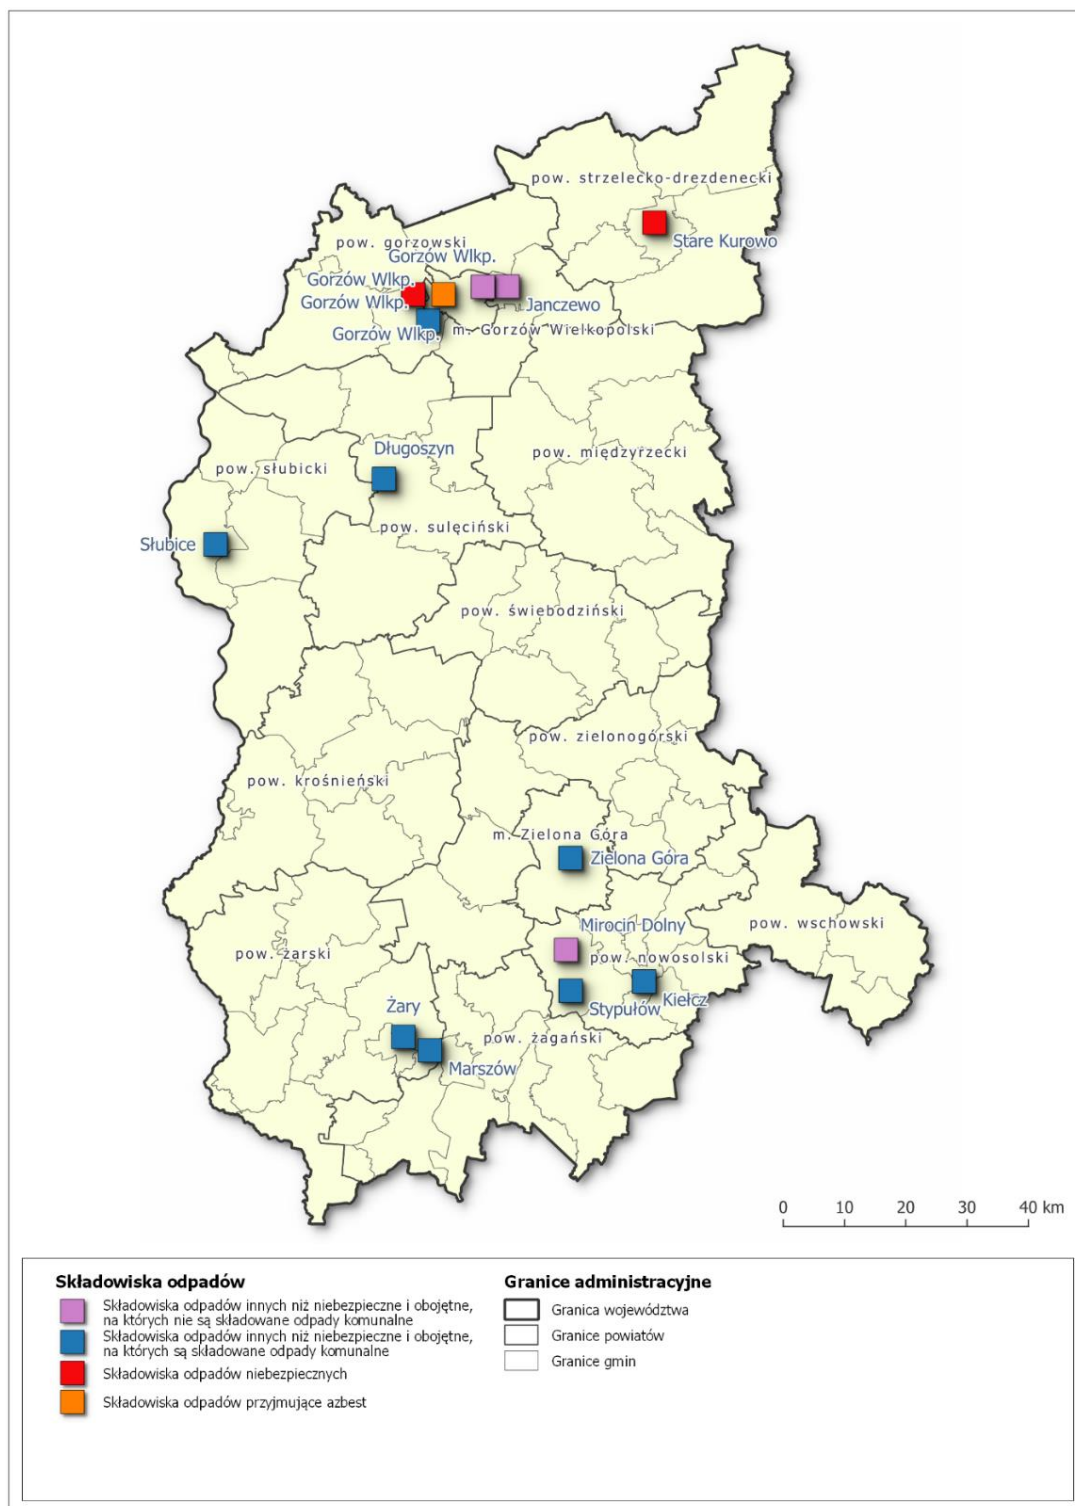 pow. strzelecko-drezdenecki
Stare Kurowo
pow. gorzowski
Gorzów Wlkp.
Gorzów Wlkp.
Gorzów Wlkp.
Janczewo
Gorzów Wlkp.
m. Gorzów Wielkopolski
Długoszyn
pow. międzyrzecki
pow. słubicki
pow. sulęciński
Słubice
pow. świebodziński
pow. zielonogórski
pow. krośnieński
m. Zielona Góra
Zielona Góra
Mirocin Dolny
pow. wschowski
pow. żarski
pow. nowosolski
Kiełcz
Żary
Stypułów
pow. żagański
Marszów
0 10 20 30 40 km
Składowiska odpadów
Składowiska odpadów innych niż niebezpieczne i obojętne,
na których nie są składowane odpady komunalne
Składowiska odpadów innych niż niebezpieczne i obojętne,
na których są składowane odpady komunalne
Składowiska odpadów niebezpiecznych
Składowiska odpadów przyjmujące azbest
Granice administracyjne
Granica województwa
Granice powiatów
Granice gmin